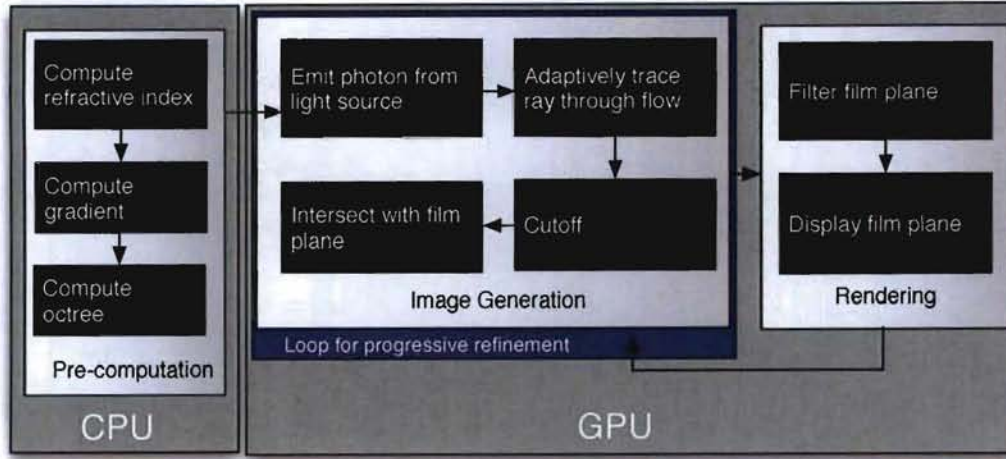 Compute
refractive index
Compute
gradient
Compute
octree
Pre-computation
CPU
Emit photon from
light source
Adaptively trace
ray through flow
Intersect with film
plane
Cutoff
Image Generation
Loop for progressive refinement
Filter film plane
Display film plane
Rendering
GPU